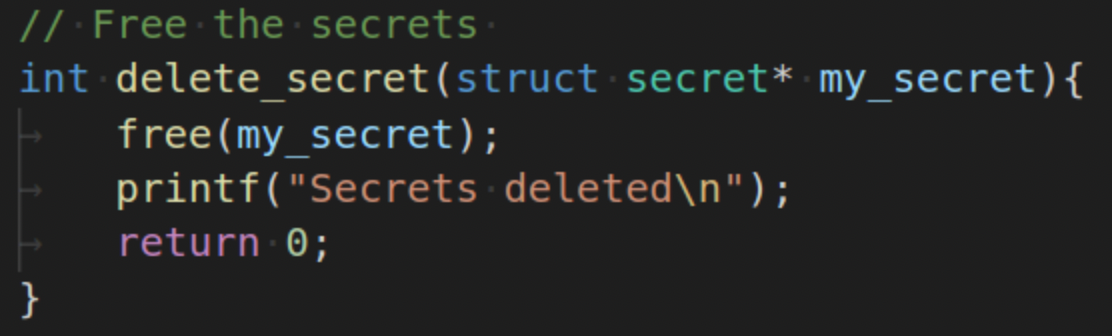 // Free the secrets
int delete_secret(struct secret* my_secret){
    free(my_secret);
    printf("Secrets deleted\n");
    return 0;
}